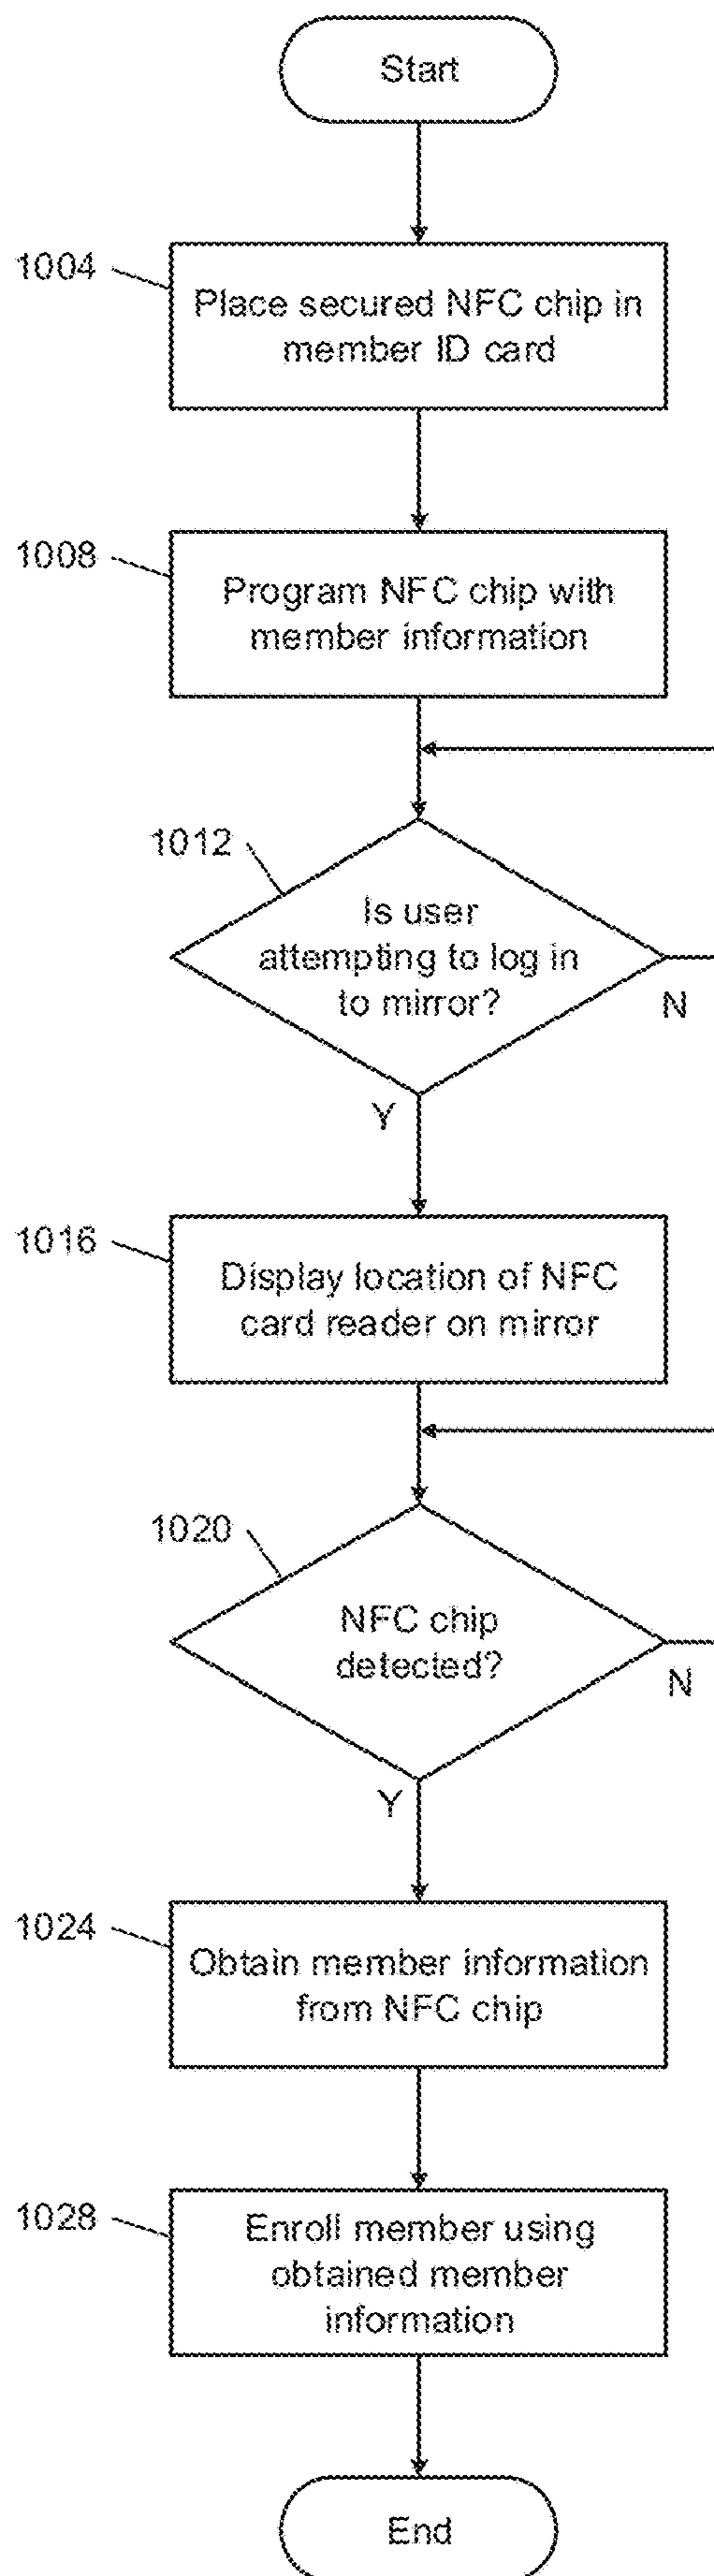 Start
1004
Place secured NFC chip in
member ID card
1008
Program NFC chip with
member information
1012
Is user
attempting to log in
to mirror?
N
Y
1016
Display location of NFC
card reader on mirror
1020
NFC chip
detected?
N
Y
1024
Obtain member information
from NFC chip
1028
Enroll member using
obtained member
information
End